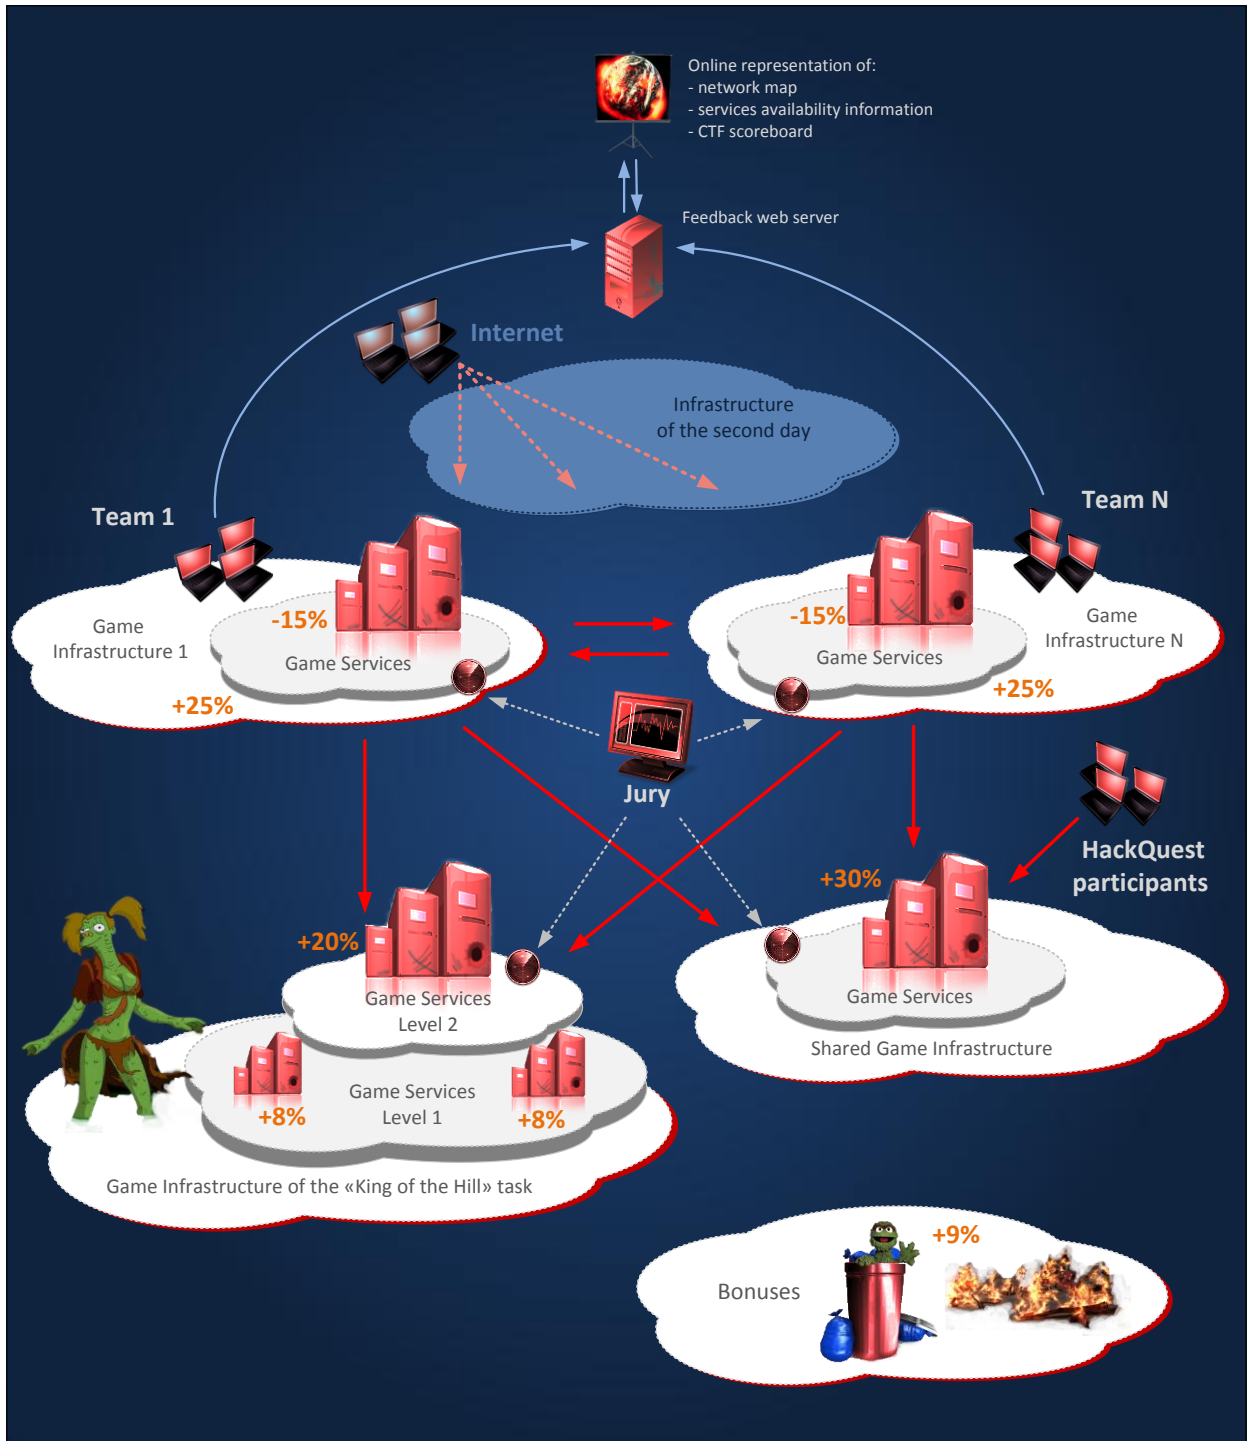 Online representation of:
- network map
- services availability information
- CTF scoreboard
Feedback web server
Internet
Infrastructure
of the second day
Team 1
Team N
-15%
Game
Infrastructure 1
Game Services
+25%
-15%
Game
Infrastructure N
Game Services
+25%
Jury
HackQuest
participants
+20%
Game Services
Level 2
+30%
Game Services
Shared Game Infrastructure
Game Services
Level 1
+8%
+8%
Game Infrastructure of the «King of the Hill» task
+9%
Bonuses